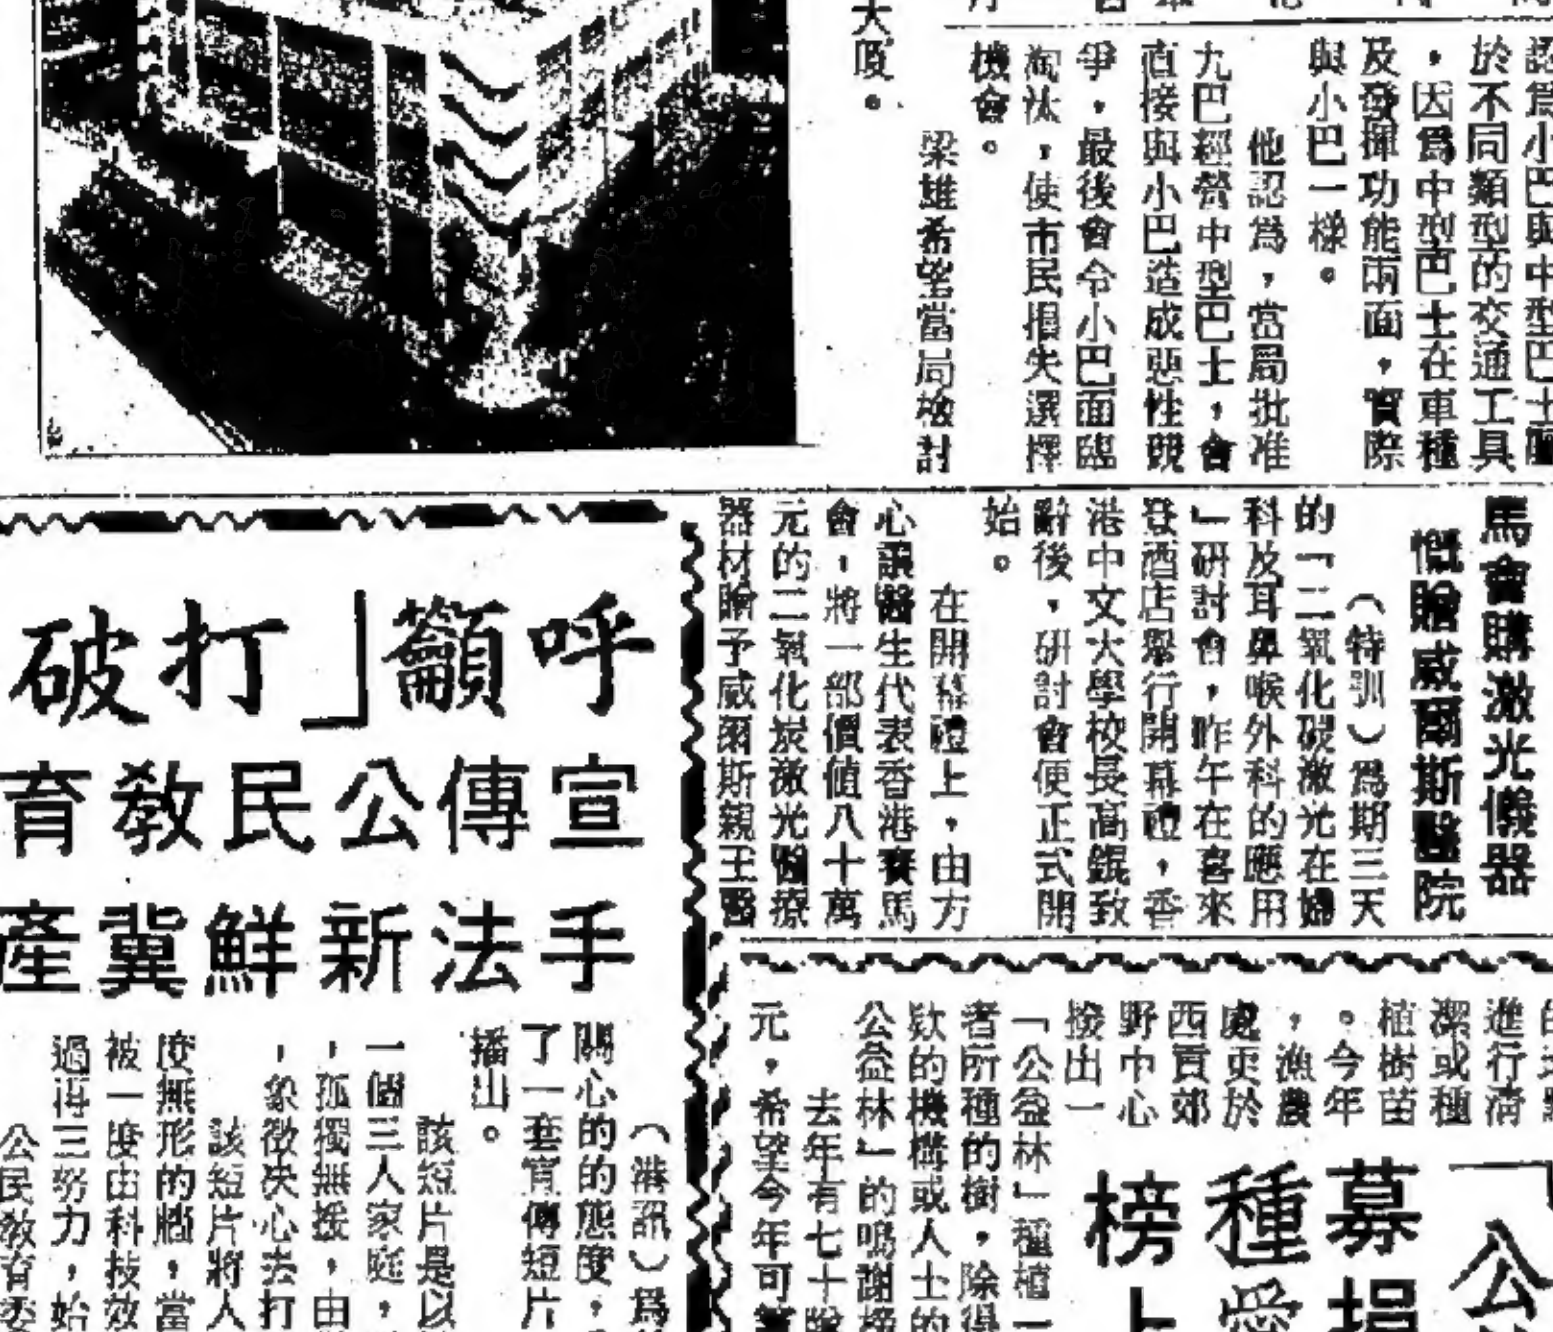 認爲小巴與中型巴士
於不同類型的交通工具
，因爲中型巴士在車種
及發揮功能兩面，實際
與小巴一樣。
他認爲，當局批准
九巴經營中型巴士，會
直接與小巴造成惡性競
爭，最後會令小巴面臨
淘汰，使市民損失選擇
機會。
梁雄希望當局檢討
大廈。
馬會購激光儀器
慨贈威爾斯醫院
（特訓）爲期三天
的「二氧化碳激光在婦
科及耳鼻喉外科的應用
」研討會，昨午在喜來
登酒店舉行開幕禮，香
港中文大學校長高錕致
辭後，研討會便正式開
始。
在開幕禮上，由方
心讓醫生代表香港賽馬
會，將一部價值八十萬
元的二氧化炭激光醫療
器材贈予威爾斯親王醫
呼籲「打破
宣傳公民教育
手法新鮮冀產
（港訊）爲
關心的的態度，
了一套宣傳短片
播出。
該短片是以
一個三人家庭，
，孤獨無援，由
，象徵決心去打
該短片將人
度無形的牆，當
被一度由科技效
過再三努力，始
公民教育委
進行清
潔或種
植樹苗
。今年
，漁農
處更於
西貢郊
野中心
撥出一
「公益林」種植
者所種的樹，除得
欵的機構或人士的
公益林」的鳴謝榜
去年有七十
元，希望今年可
「公
募捐
種愛
榜上